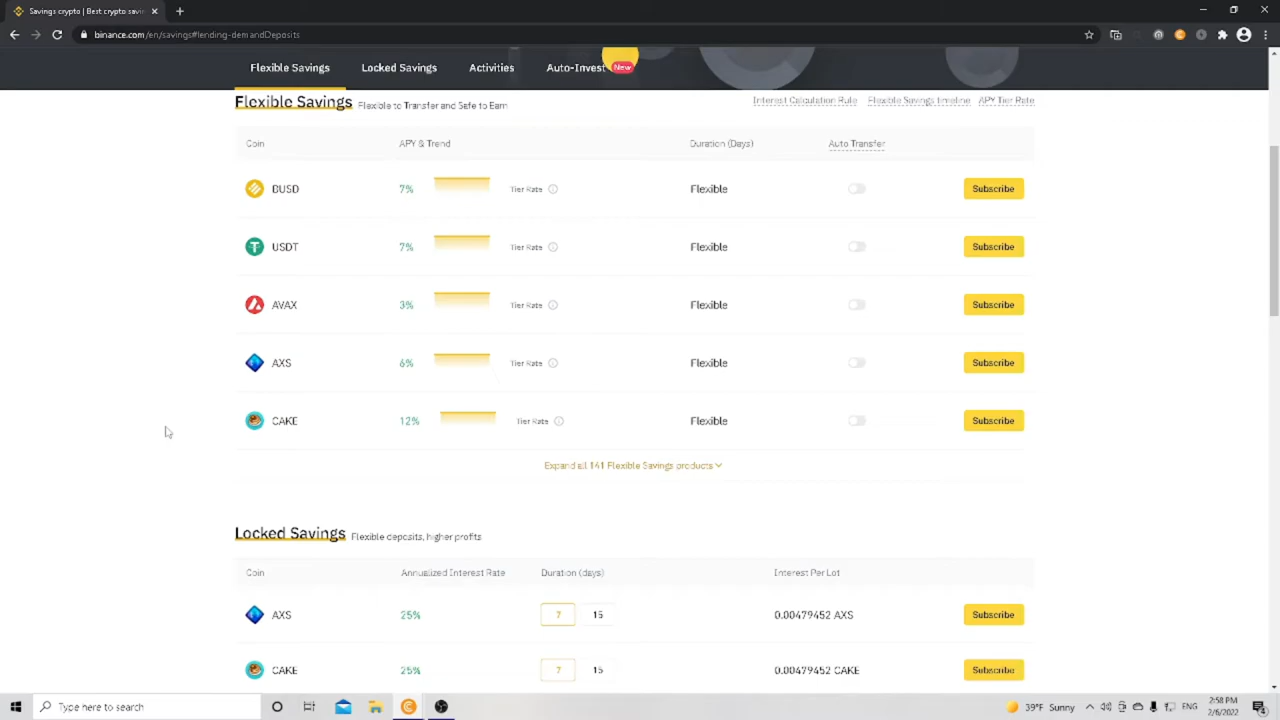 Savings crypto | Best crypto savi
binance.com/en/savings#lending-demandDeposits
Flexible Savings Locked Savings Activities Auto-Invest New
Flexible Savings Flexible to Transfer and Safe to Earn Interest Calculation Rule Flexible Savings timeline APY Tier Rate
Coin APY & Trend Duration (Days) Auto Transfer
BUSD 7% Tier Rate Flexible Subscribe
USDT 7% Tier Rate Flexible Subscribe
AVAX 3% Tier Rate Flexible Subscribe
AXS 6% Tier Rate Flexible Subscribe
CAKE 12% Tier Rate Flexible Subscribe
Expand all 141 Flexible Savings products
Locked Savings Flexible deposits, higher profits
Coin Annualized Interest Rate Duration (days) Interest Per Lot
AXS 25% 7 15 0.00479452 AXS Subscribe
CAKE 25% 7 15 0.00479452 CAKE Subscribe
Type here to search 39°F Sunny ENG 2:58 PM
2/6/2022